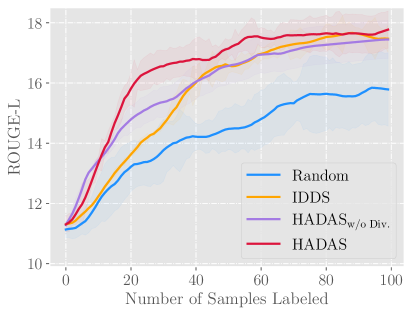 18
16
14
12
10
ROUGE-L
Random
IDDS
HADAS w/o Div.
HADAS
0 20 40 60 80 100
Number of Samples Labeled